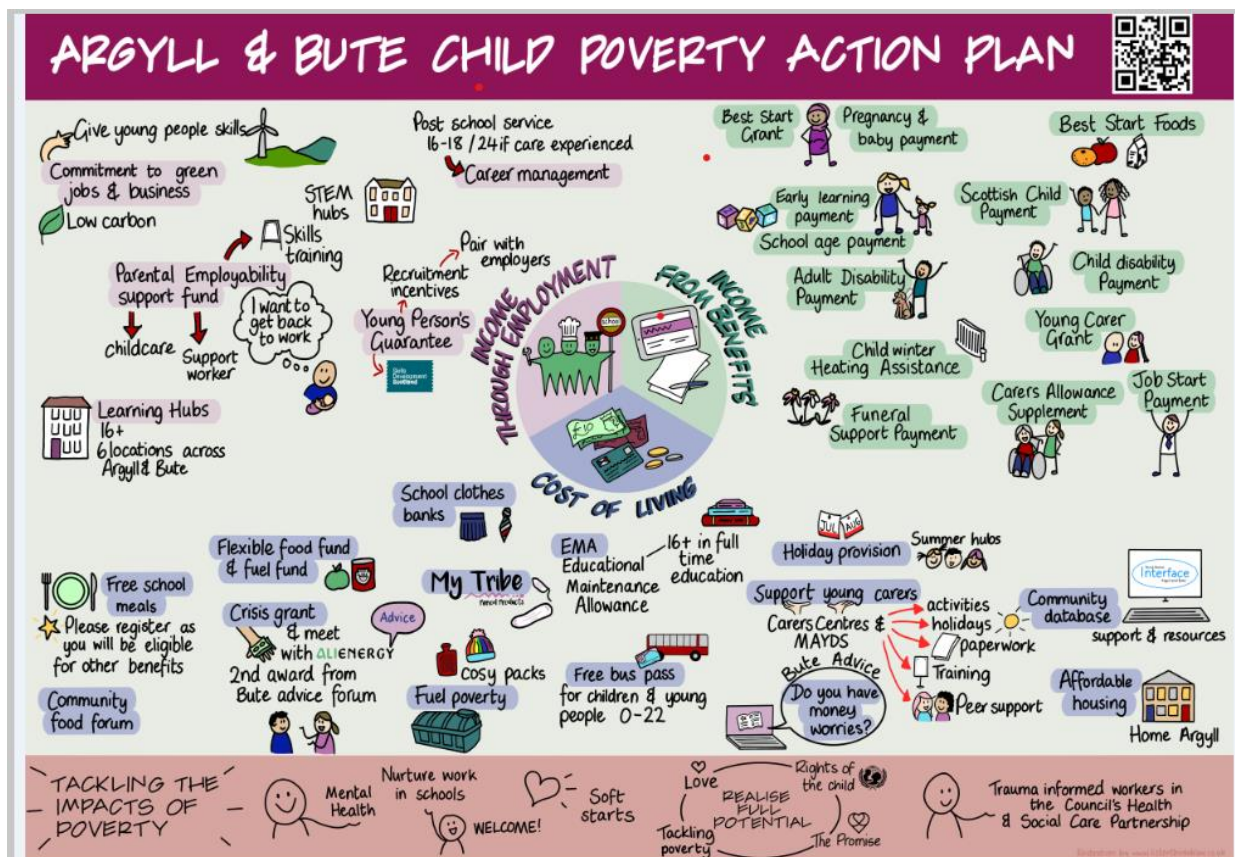 ARGYLL & BUTE CHILD POVERTY ACTION PLAN
Give young people skills
Commitment to green
jobs & business
Low carbon
STEM
hubs
Post school service
16-18 / 24 if care experienced
Career management
Skills
training
Parental Employability
support fund
childcare
Support
worker
I want to
get back
to work
Pair with
employers
Recruitment
incentives
Young Person's
Guarantee
Skills
Development
Scotland
Learning Hubs
16+
6 locations across
Argyll & Bute
INCOME
THROUGH EMPLOYMENT
School
INCOME
FROM BENEFITS
COST OF LIVING
£10
Best Start
Grant
Pregnancy &
baby payment
Best Start Foods
Early learning
payment
School age payment
Scottish Child
Payment
Adult Disability
Payment
Child disability
Payment
Child winter
Heating Assistance
Young Carer
Grant
Funeral
Support Payment
Carers Allowance
Supplement
Job Start
Payment
School clothes
banks
Flexible food fund
& fuel fund
Free school
meals
Please register as
you will be eligible
for other benefits
Community
food forum
Crisis grant
& meet
with ALIENERGY
2nd award from
Bute advice forum
Advice
My Tribe
Period Products
cosy packs
Fuel poverty
EMA
Educational
Maintenance
Allowance
16+ in full
time
education
Free bus pass
for children & young
people 0-22
JUL AUG
Holiday provision
Summer hubs
Support young carers
Carers Centres &
MAYDS
activities
holidays
paperwork
Training
Peer support
Bute Advice
Do you have
money
worries?
Community
database
Interface
support & resources
Affordable
housing
Home Argyll
TACKLING THE
IMPACTS OF
POVERTY
Mental
Health
Nurture work
in schools
WELCOME!
Soft
starts
Love
Rights of
the child
REALISE
FULL
POTENTIAL
Tackling
poverty
The Promise
Trauma informed workers in
the Council's Health
& Social Care Partnership